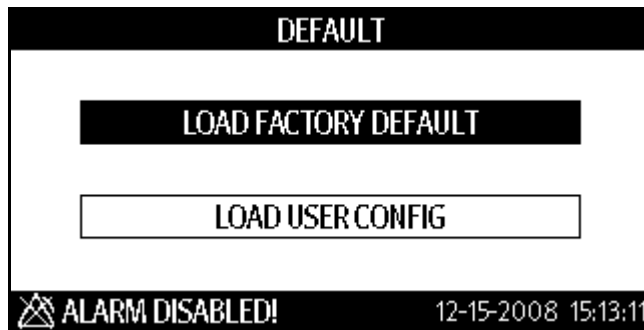 DEFAULT
LOAD FACTORY DEFAULT
LOAD USER CONFIG
ALARM DISABLED! 12-15-2008 15:13:11